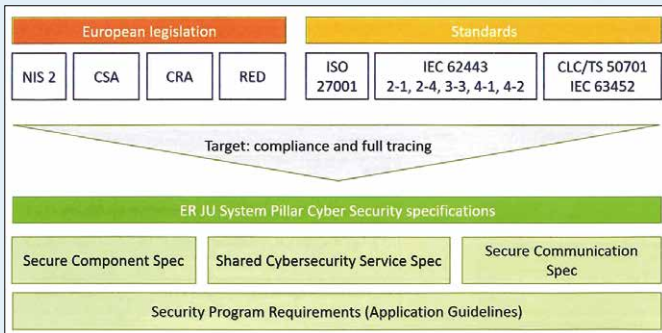 European legislation
Standards
NIS 2
CSA
CRA
RED
ISO
27001
IEC 62443
2-1, 2-4, 3-3, 4-1, 4-2
CLC/TS 50701
IEC 63452
Target: compliance and full tracing
ER JU System Pillar Cyber Security specifications
Secure Component Spec
Shared Cybersecurity Service Spec
Secure Communication
Spec
Security Program Requirements (Application Guidelines)